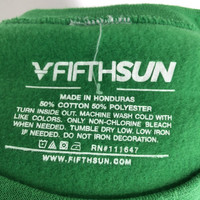 FIFTHSUN
MADE IN HONDURAS
50% COTTON 50% POLYESTER
TURN INSIDE OUT. MACHINE WASH COLD WITH
LIKE COLORS. ONLY NON-CHLORINE BLEACH
WHEN NEEDED. TUMBLE DRY LOW. LOW IRON
IF NEEDED. DO NOT IRON DECORATION.
RN#111647
WWW.FIFTHSUN.COM